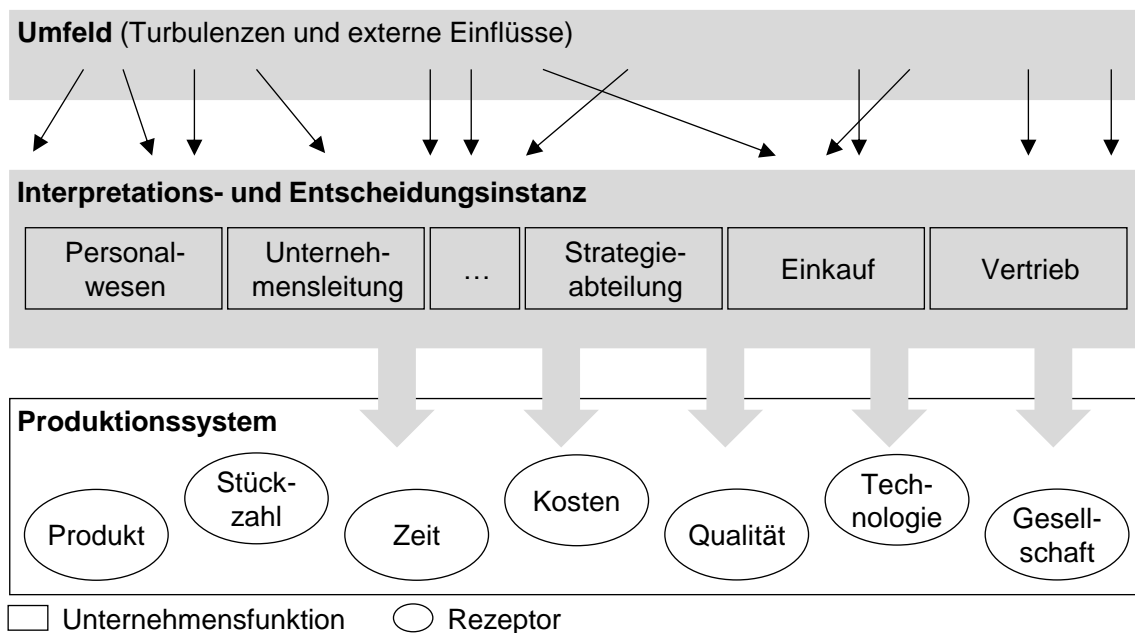 Umfeld (Turbulenzen und externe Einflüsse)
Interpretations- und Entscheidungsinstanz
Personal-
wesen
Unterneh-
mensleitung
…
Strategie-
abteilung
Einkauf
Vertrieb
Produktionssystem
Produkt
Stück-
zahl
Zeit
Kosten
Qualität
Tech-
nologie
Gesell-
schaft
Unternehmensfunktion
Rezeptor